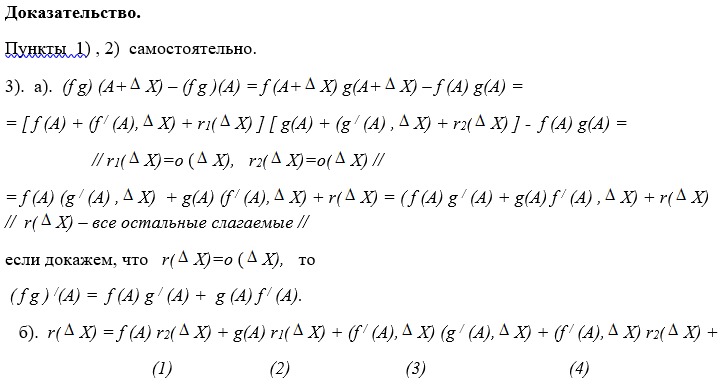 Доказательство.
Пункты 1) , 2) самостоятельно.
3). а). (f g) (A+ Δ X) – (f g )(A) = f (A+ Δ X) g(A+ Δ X) – f (A) g(A) =
= [ f (A) + (f / (A), Δ X) + r1( Δ X) ] [ g(A) + (g / (A) , Δ X) + r2( Δ X) ] - f (A) g(A) =
// r1( Δ X)=o ( Δ X), r2( Δ X)=o( Δ X) //
= f (A) (g / (A) , Δ X) + g(A) (f / (A), Δ X) + r( Δ X) = ( f (A) g / (A) + g(A) f / (A) , Δ X) + r( Δ X)
// r( Δ X) – все остальные слагаемые //
если докажем, что r( Δ X)=o ( Δ X), то
( f g ) /(A) = f (A) g / (A) + g (A) f / (A).
б). r( Δ X) = f (A) r2( Δ X) + g(A) r1( Δ X) + (f / (A), Δ X) (g / (A), Δ X) + (f / (A), Δ X) r2( Δ X) +
(1) (2) (3) (4)